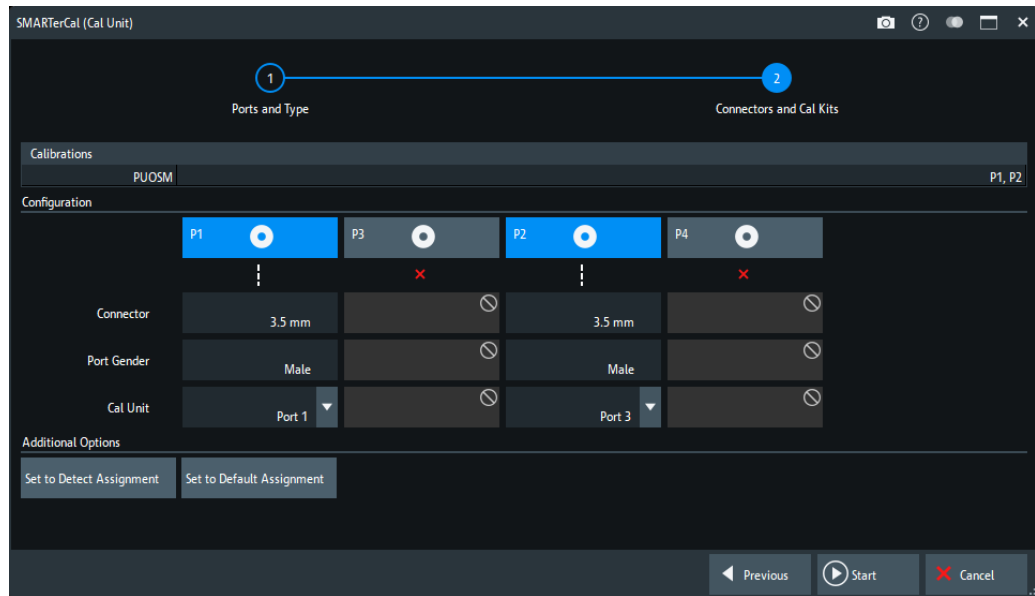 SMARTerCal (Cal Unit)
1
2
Ports and Type
Connectors and Cal Kits
Calibrations
PUOSM
P1, P2
Configuration
P1
P3
P2
P4
Connector
3.5 mm
3.5 mm
Port Gender
Male
Male
Cal Unit
Port 1
Port 3
Additional Options
Set to Detect Assignment
Set to Default Assignment
Previous
Start
Cancel